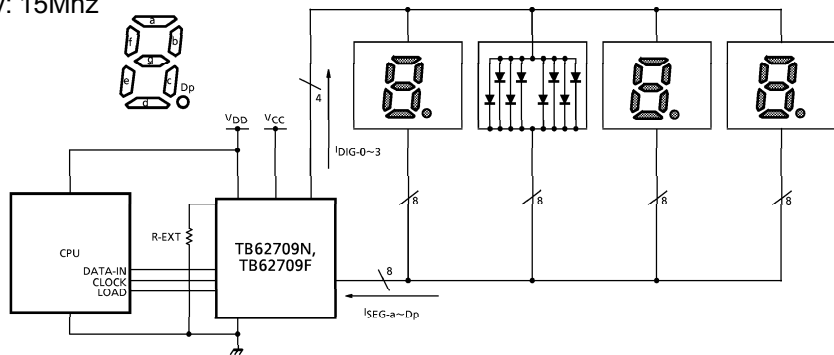 y: 15Mhz
a
f
b
g
e
c
d
Dp
VDD
VCC
4
IDIG-0~3
8
8
8
8
R-EXT
CPU
TB62709N,
TB62709F
DATA-IN
CLOCK
LOAD
8
ISEG-a~Dp